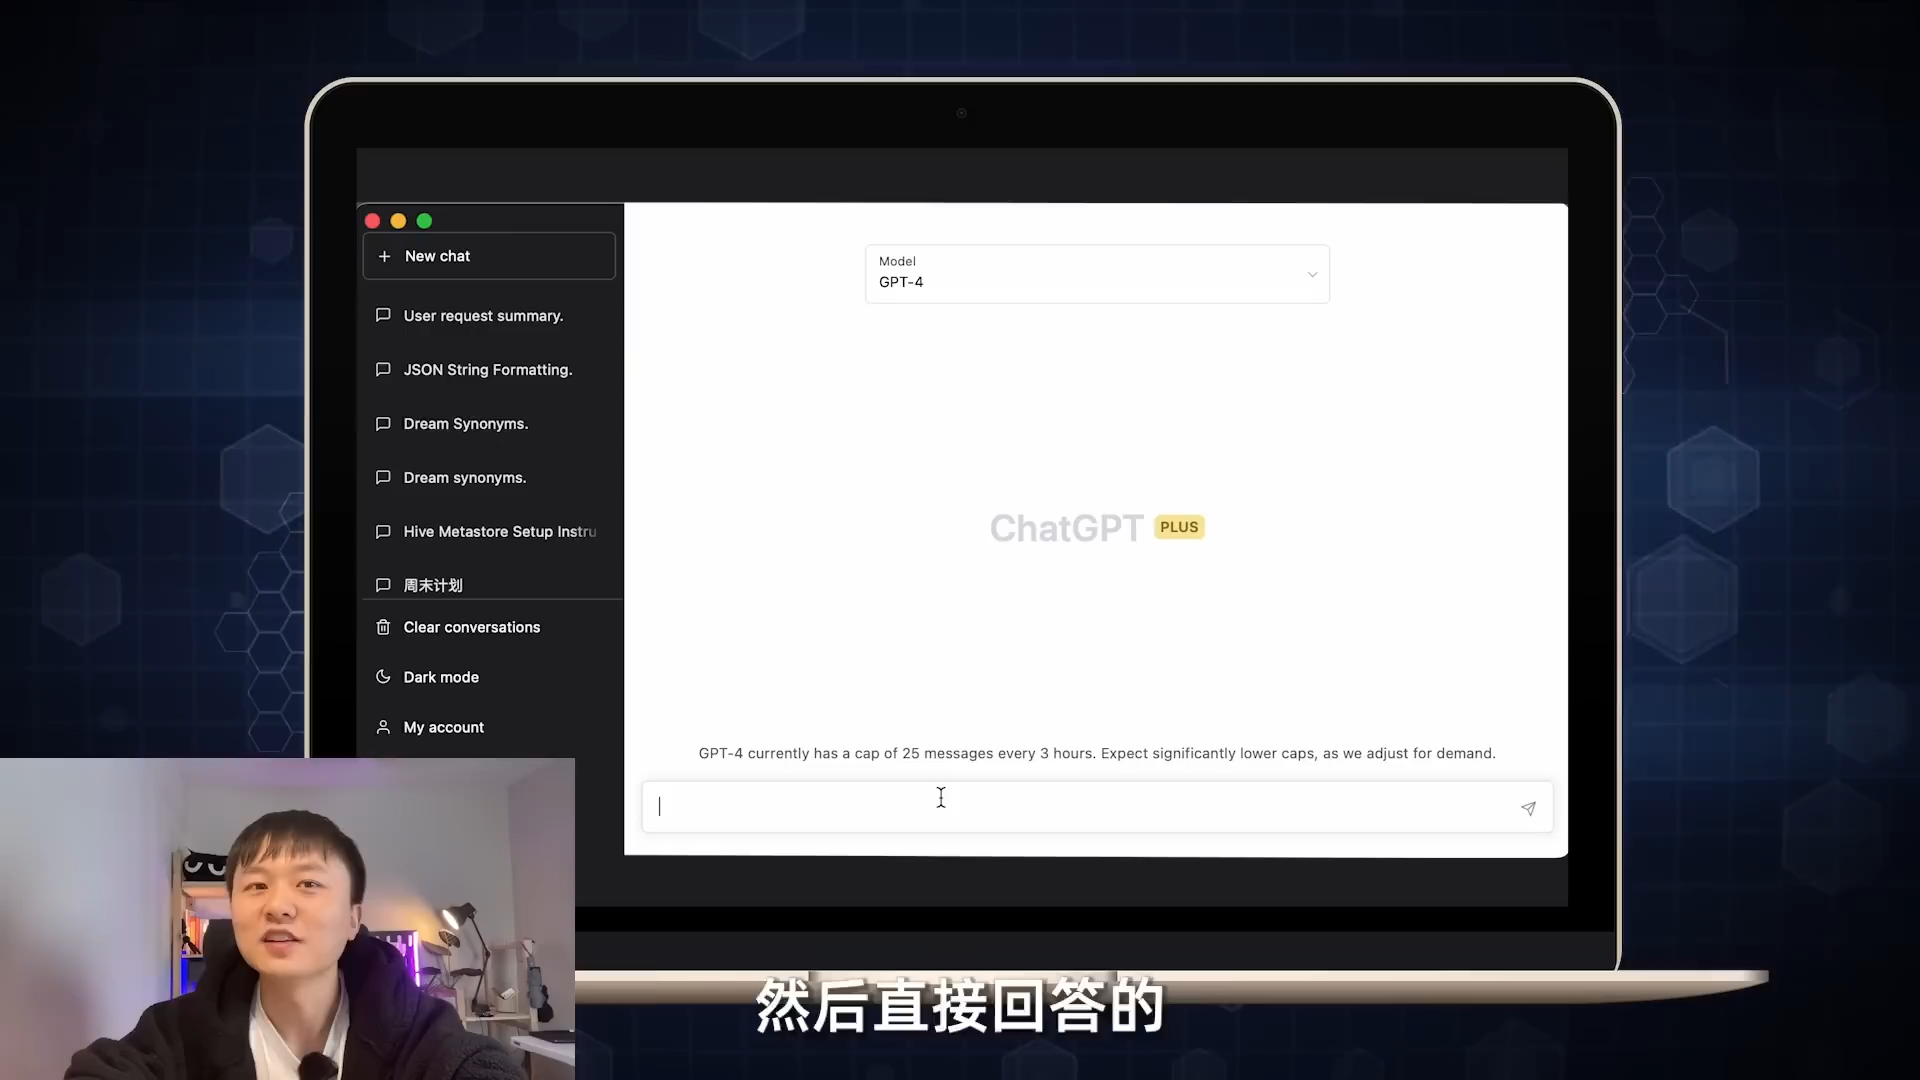 New chat
User request summary.
JSON String Formatting.
Dream Synonyms.
Dream synonyms.
Hive Metastore Setup Instru
周末计划
Clear conversations
Dark mode
My account
Model
GPT-4
ChatGPT PLUS
GPT-4 currently has a cap of 25 messages every 3 hours. Expect significantly lower caps, as we adjust for demand.
然后直接回答的